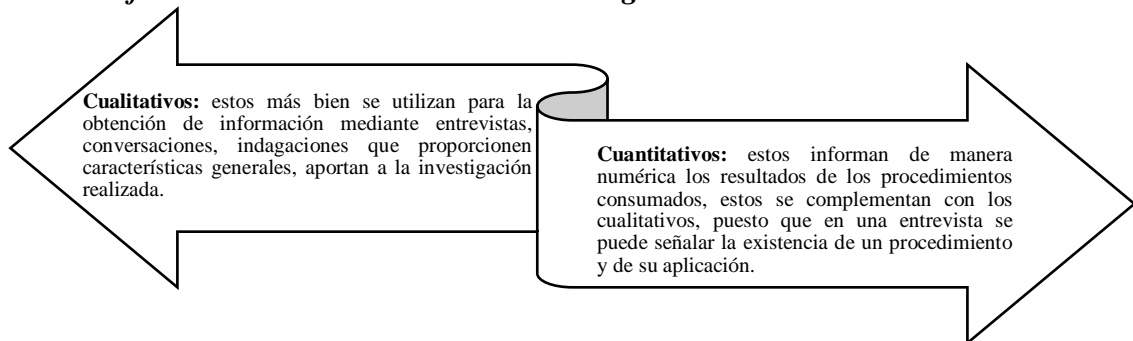 Cualitativos: estos más bien se utilizan para la
obtención de información mediante entrevistas,
conversaciones, indagaciones que proporcionen
características generales, aportan a la investigación
realizada.
Cuantitativos: estos informan de manera
numérica los resultados de los procedimientos
consumados, estos se complementan con los
cualitativos, puesto que en una entrevista se
puede señalar la existencia de un procedimiento
y de su aplicación.